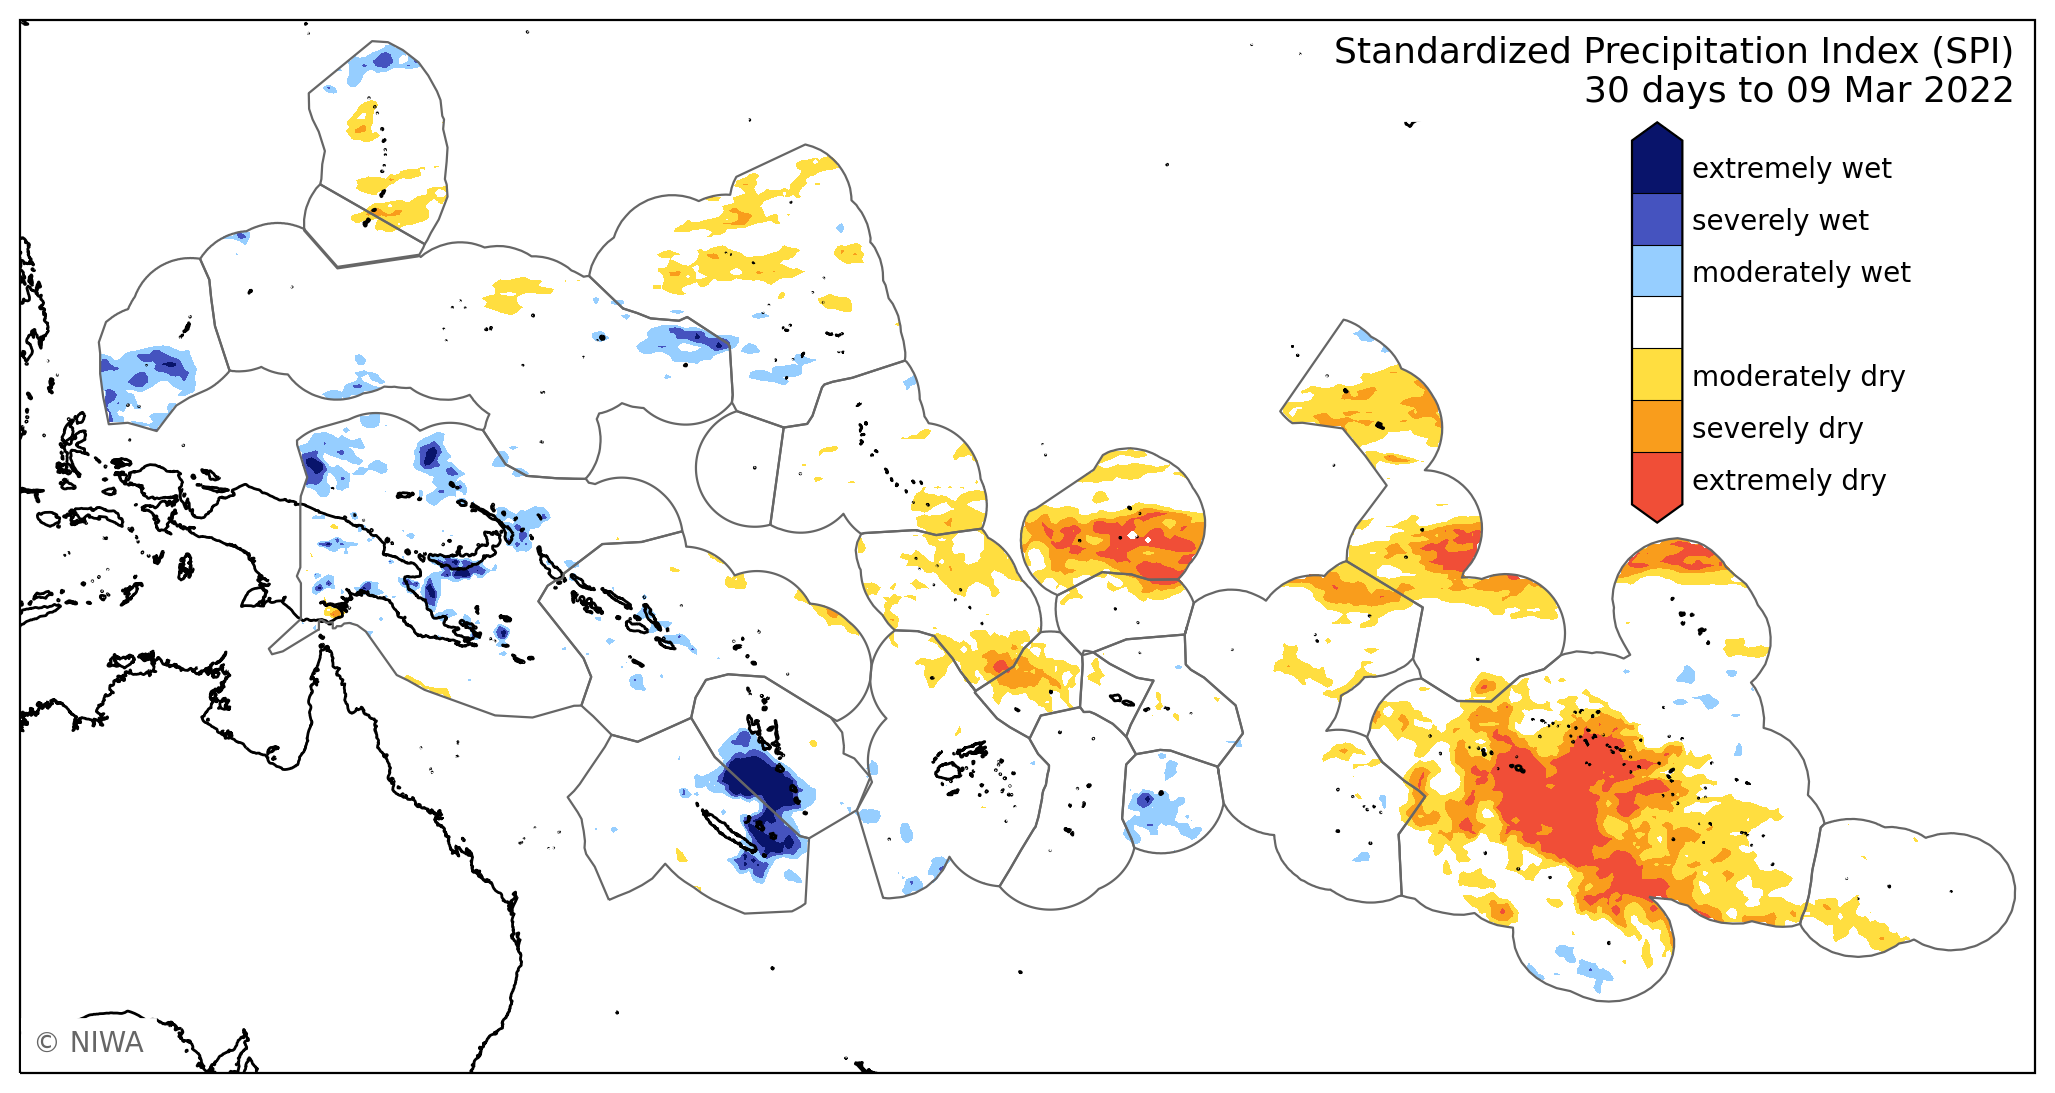 Standardized Precipitation Index (SPI)
30 days to 09 Mar 2022
extremely wet
severely wet
moderately wet
moderately dry
severely dry
extremely dry
© NIWA